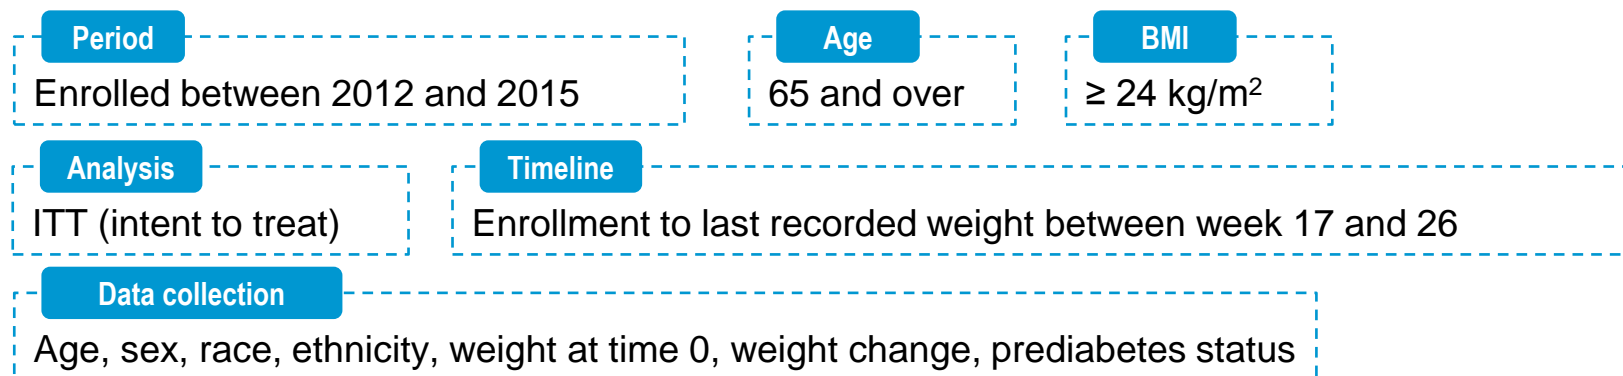 Period
Enrolled between 2012 and 2015
Age
65 and over
BMI
≥ 24 kg/m²
Analysis
ITT (intent to treat)
Timeline
Enrollment to last recorded weight between week 17 and 26
Data collection
Age, sex, race, ethnicity, weight at time 0, weight change, prediabetes status